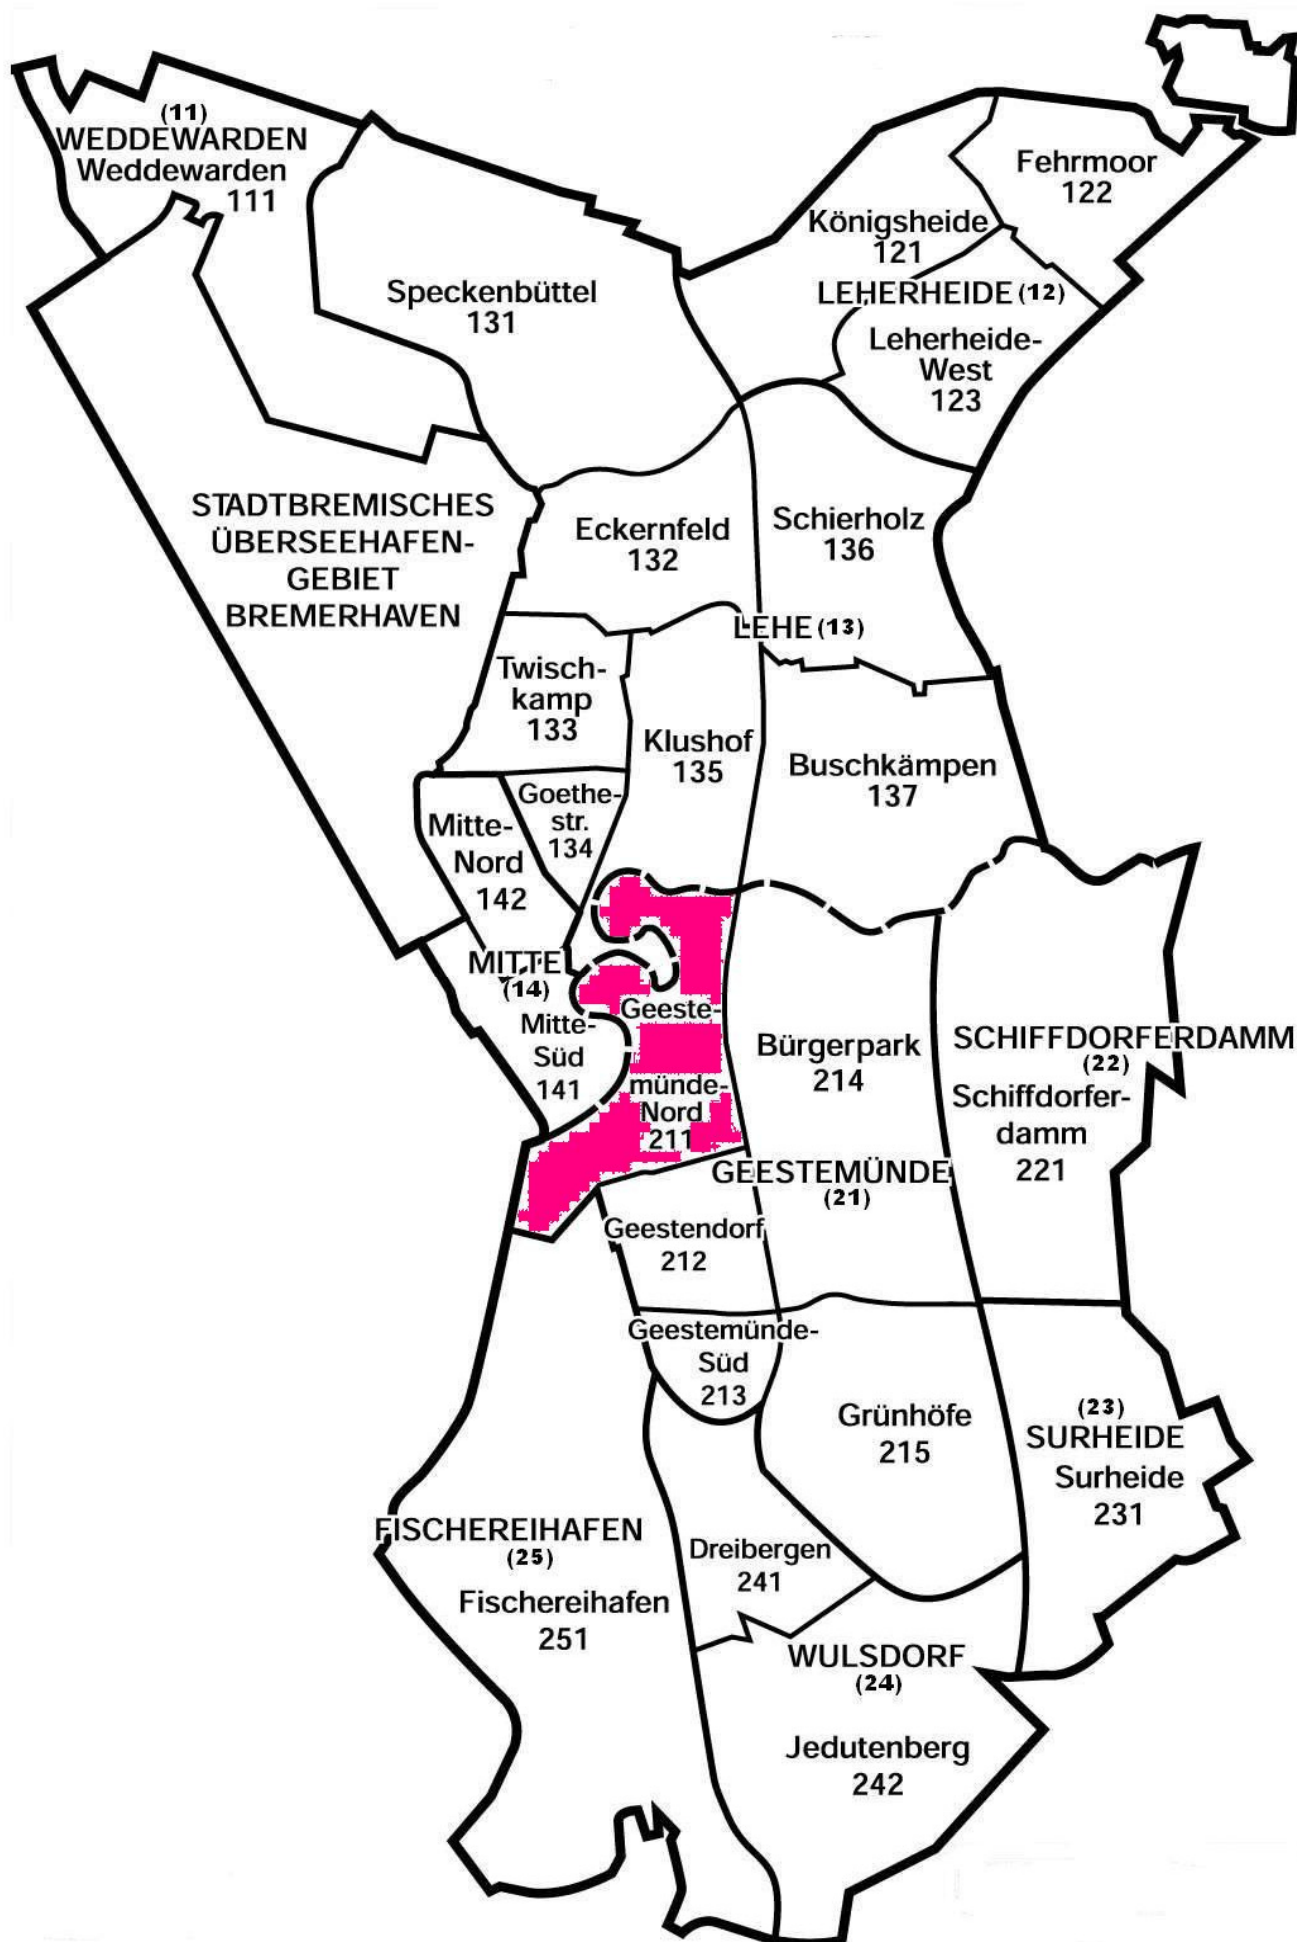 (11)
WEDDEWARDEN
Weddewarden
111
Fehrmoor
122
Königsheide
121
LEHERHEIDE (12)
Leherheide-
West
123
Speckenbüttel
131
STADTBREMISCHES
ÜBERSEEHAFEN-
GEBIET
BREMERHAVEN
Eckernfeld
132
Schierholz
136
LEHE (13)
Twisch-
kamp
133
Klushof
135
Buschkämpen
137
Goethe-
str.
134
Mitte-
Nord
142
MITTE
(14)
Mitte-
Süd
141
Geeste-
münde-
Nord
211
Bürgerpark
214
SCHIFFDORFERDAMM
(22)
Schiffdorfer-
damm
221
GEESTEMÜNDE
(21)
Geestendorf
212
Geestemünde-
Süd
213
Grünhöfe
215
(23)
SURHEIDE
Surheide
231
FISCHEREIHAFEN
(25)
Fischereihafen
251
Dreibergen
241
WULSDORF
(24)
Jedutenberg
242